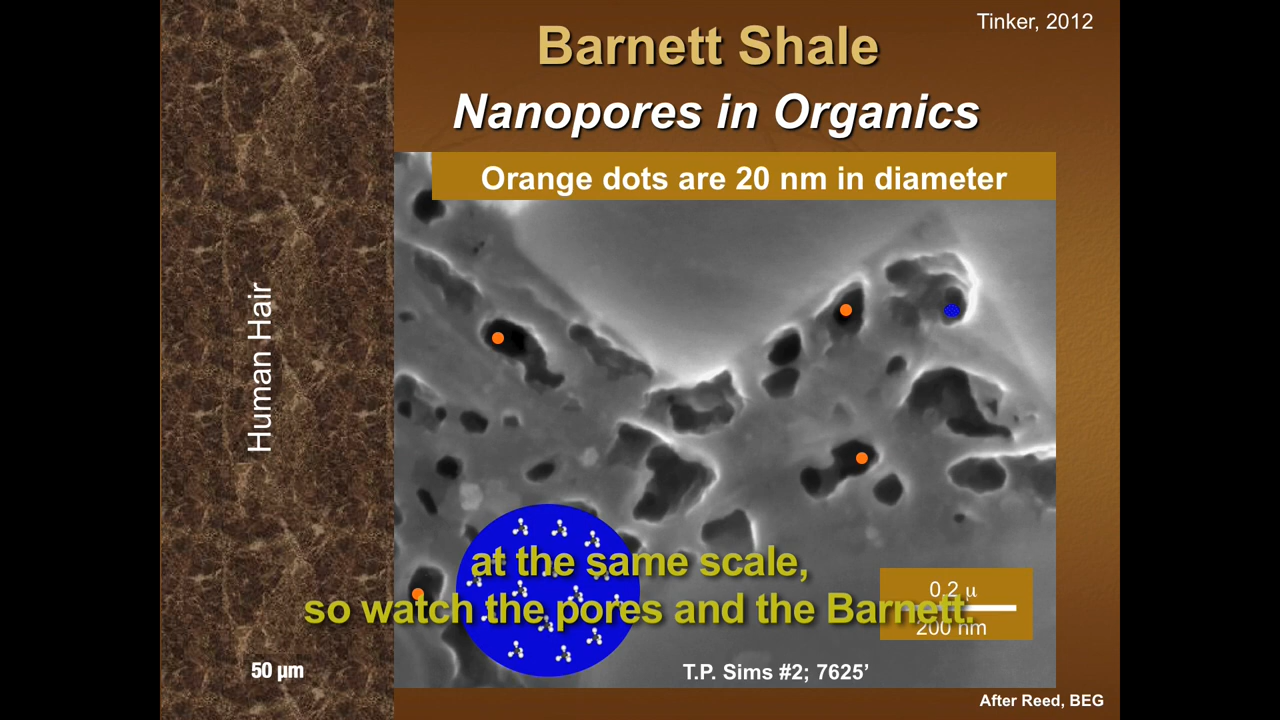 Tinker, 2012
Barnett Shale
Nanopores in Organics
Orange dots are 20 nm in diameter
Human Hair
at the same scale,
so watch the pores and the Barnett.
0.2 μ
200 nm
50 µm
T.P. Sims #2; 7625’
After Reed, BEG